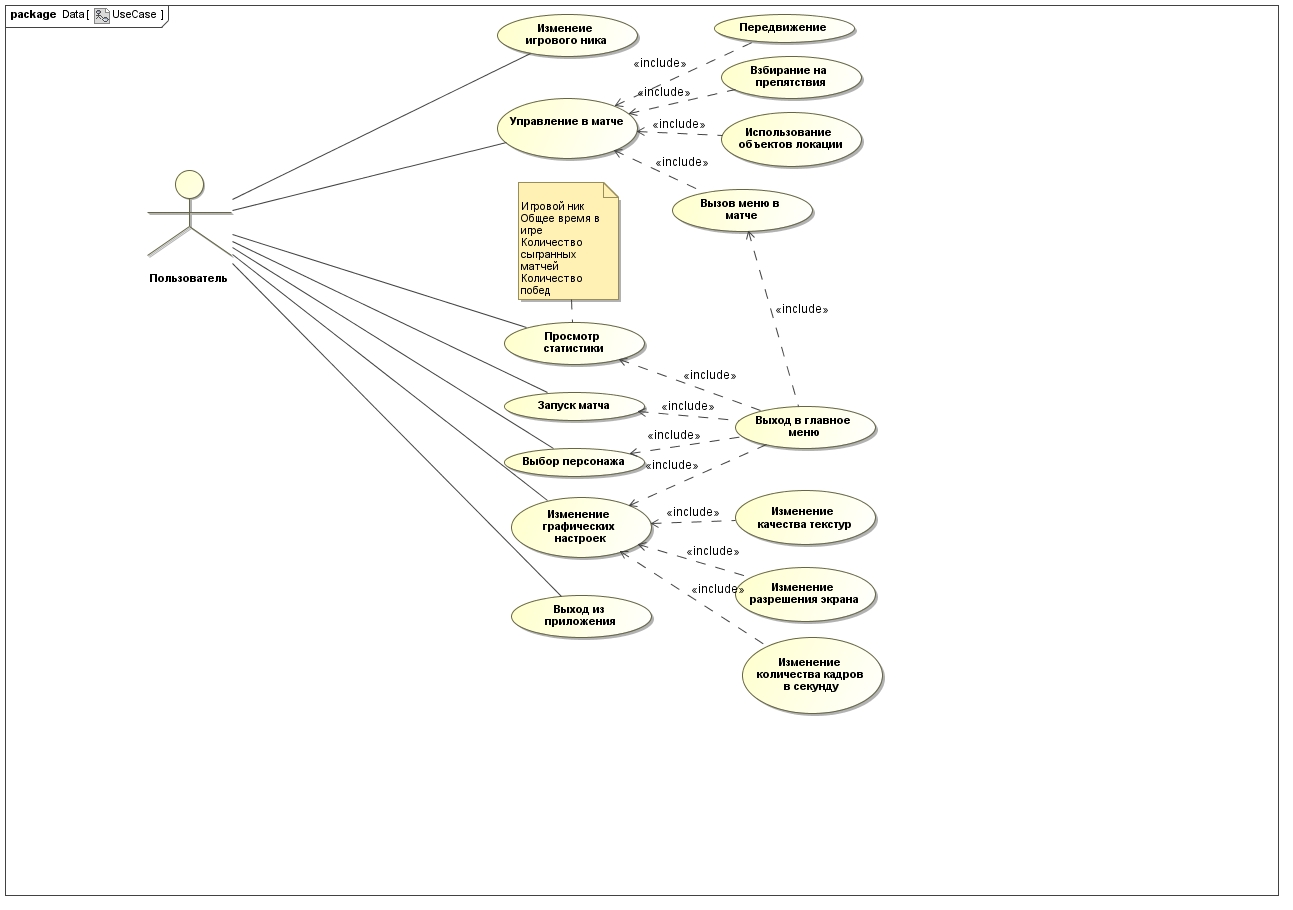 package Data [ UseCase ]
Изменеие
игрового ника
Передвижение
«include»
Взбирание на
препятствия
«include»
Управление в матче
«include»
Использование
объектов локации
«include»
Вызов меню в
матче
Игровой ник
Общее время в
игре
Количество
сыгранных
матчей
Количество
побед
Пользователь
«include»
Просмотр
статистики
«include»
Запуск матча
«include»
Выход в главное
меню
«include»
Выбор персонажа
«include»
Изменение
графических
настроек
«include»
Изменение
качества текстур
«include»
Изменение
разрешения экрана
«include»
Выход из
приложения
Изменение
количества кадров
в секунду